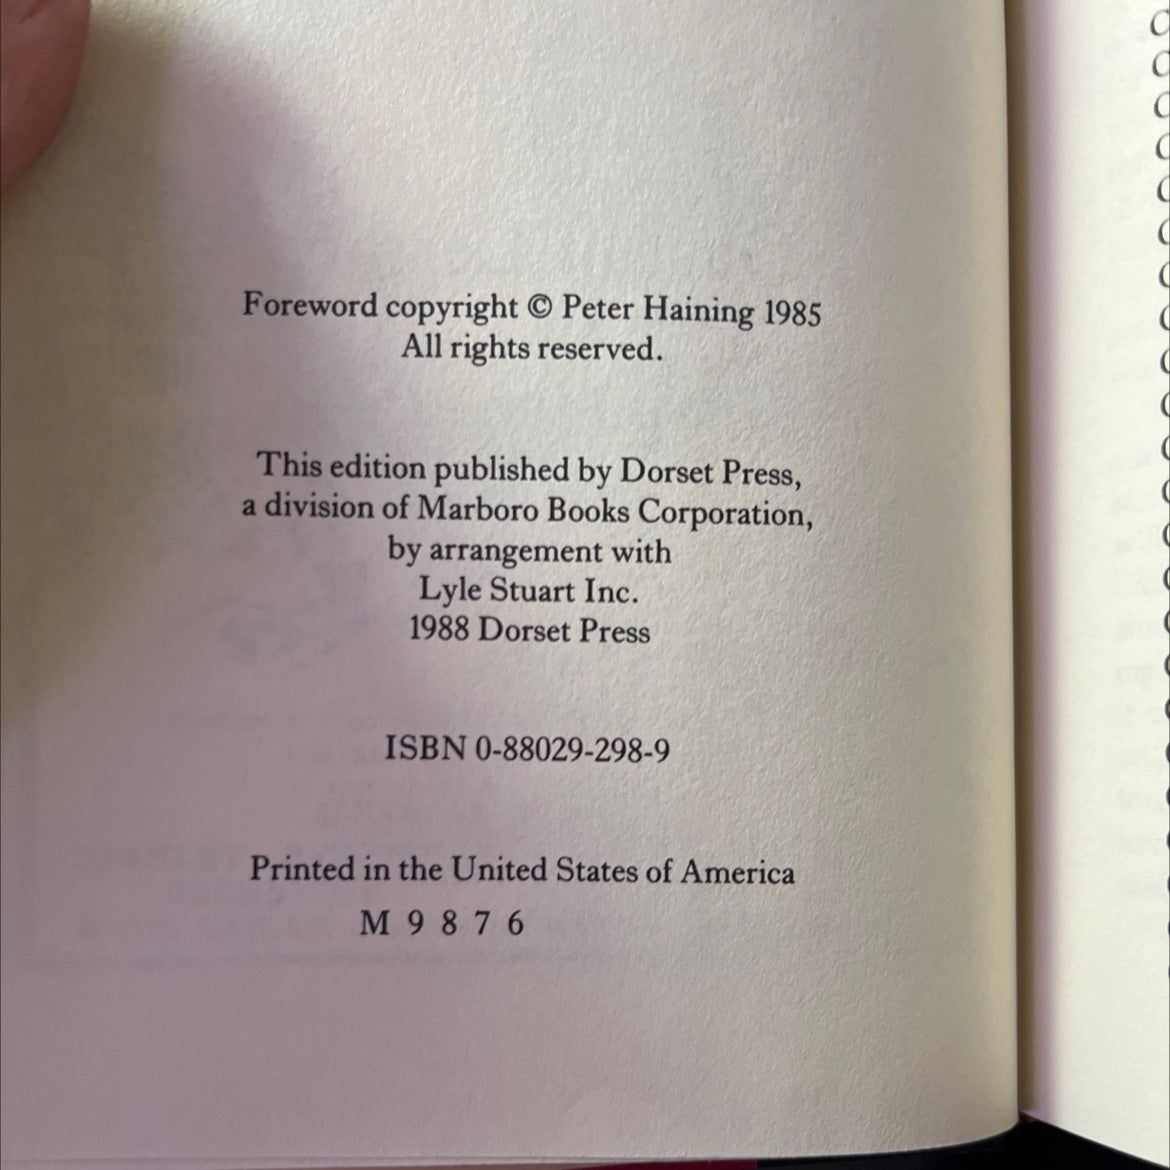 Foreword copyright © Peter Haining 1985
All rights reserved.
This edition published by Dorset Press,
a division of Marboro Books Corporation,
by arrangement with
Lyle Stuart Inc.
1988 Dorset Press
ISBN 0-88029-298-9
Printed in the United States of America
M 9 8 7 6